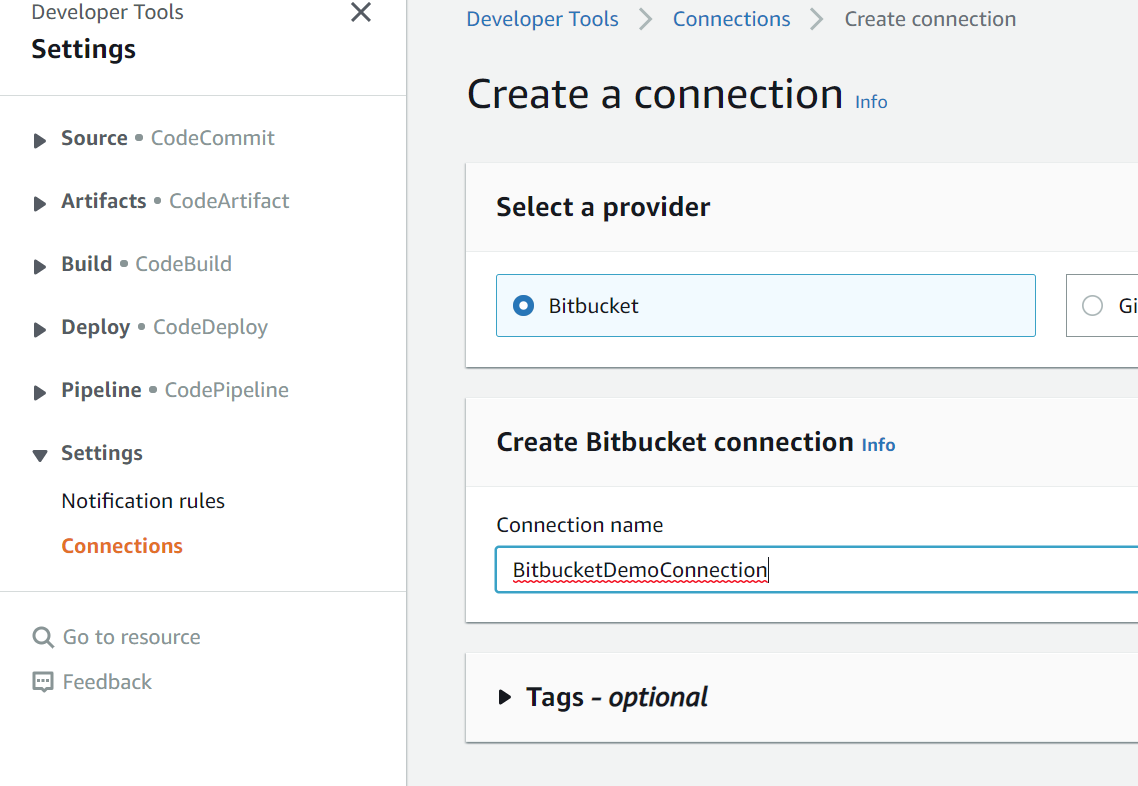 Developer Tools
Settings
Source • CodeCommit
Artifacts • CodeArtifact
Build • CodeBuild
Deploy • CodeDeploy
Pipeline • CodePipeline
Settings
Notification rules
Connections
Go to resource
Feedback
Developer Tools > Connections > Create connection
Create a connection Info
Select a provider
Bitbucket
Gi
Create Bitbucket connection Info
Connection name
BitbucketDemoConnection
Tags - optional